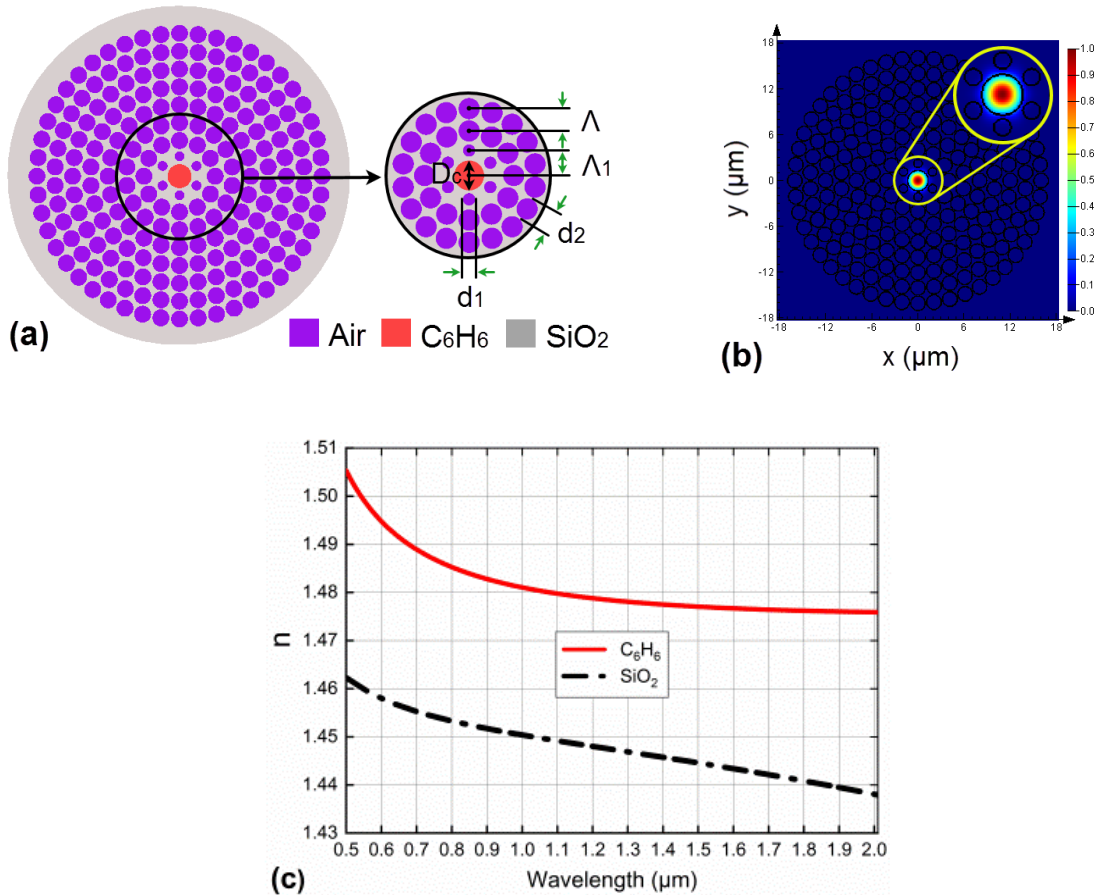 Λ
Dc
Λ1
d2
d1
(a)
Air
C6H6
SiO2
18
12
6
0
-6
-12
-18
y (µm)
-18
-12
-6
0
6
12
18
x (µm)
1.0
0.9
0.8
0.7
0.6
0.5
0.4
0.3
0.2
0.1
0.0
(b)
1.51
1.50
1.49
1.48
1.47
1.46
1.45
1.44
1.43
n
C6H6
SiO2
0.5 0.6 0.7 0.8 0.9 1.0 1.1 1.2 1.3 1.4 1.5 1.6 1.7 1.8 1.9 2.0
Wavelength (µm)
(c)